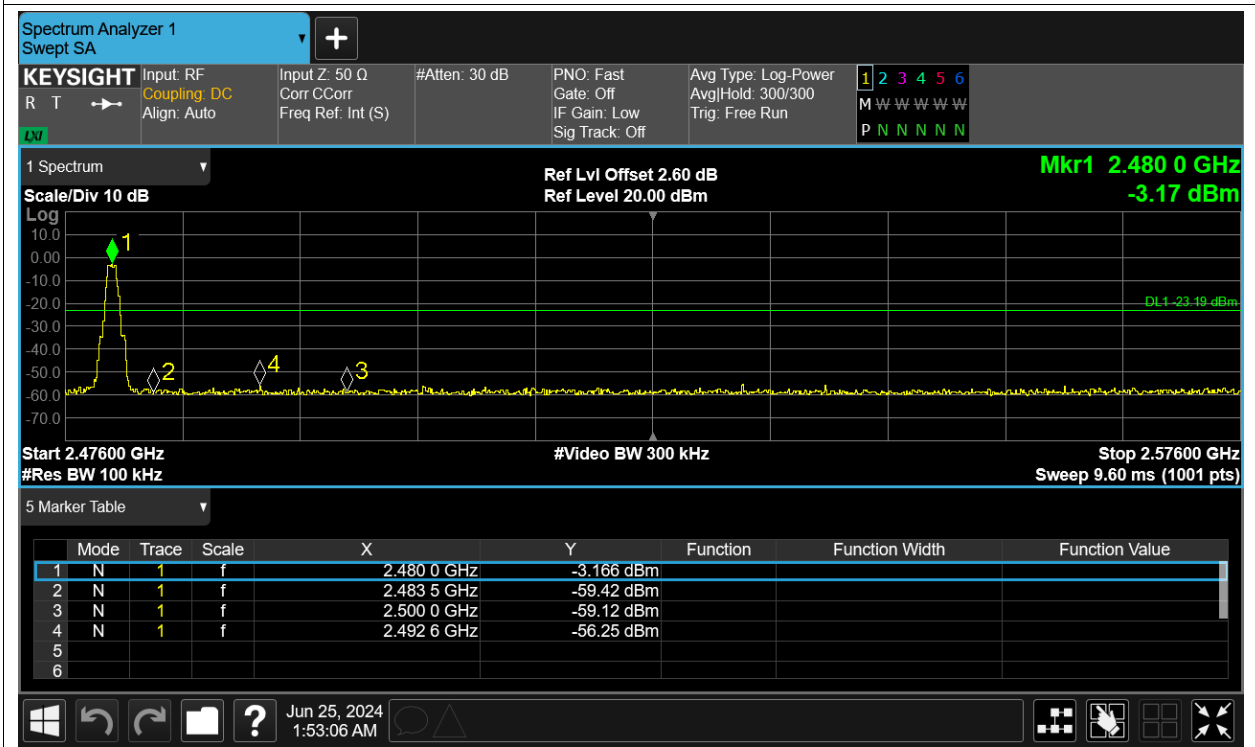 Spectrum Analyzer 1
Swept SA
KEYSIGHT
R T
LXI
Input: RF
Coupling: DC
Align: Auto
Input Z: 50 Ω
Corr CCorr
Freq Ref: Int (S)
#Atten: 30 dB
PNO: Fast
Gate: Off
IF Gain: Low
Sig Track: Off
Avg Type: Log-Power
Avg|Hold: 300/300
Trig: Free Run
1 2 3 4 5 6
M W W W W W
P N N N N N
1 Spectrum
Scale/Div 10 dB
Ref Lvl Offset 2.60 dB
Ref Level 20.00 dBm
Mkr1 2.480 0 GHz
-3.17 dBm
Log
10.0
0.00
-10.0
-20.0
-30.0
-40.0
-50.0
-60.0
-70.0
1
2
4
3
DL1 -23.19 dBm
Start 2.47600 GHz
#Res BW 100 kHz
#Video BW 300 kHz
Stop 2.57600 GHz
Sweep 9.60 ms (1001 pts)
5 Marker Table
Mode Trace Scale X Y Function Function Width Function Value
1 N 1 f 2.480 0 GHz -3.166 dBm
2 N 1 f 2.483 5 GHz -59.42 dBm
3 N 1 f 2.500 0 GHz -59.12 dBm
4 N 1 f 2.492 6 GHz -56.25 dBm
5
6
?
Jun 25, 2024
1:53:06 AM